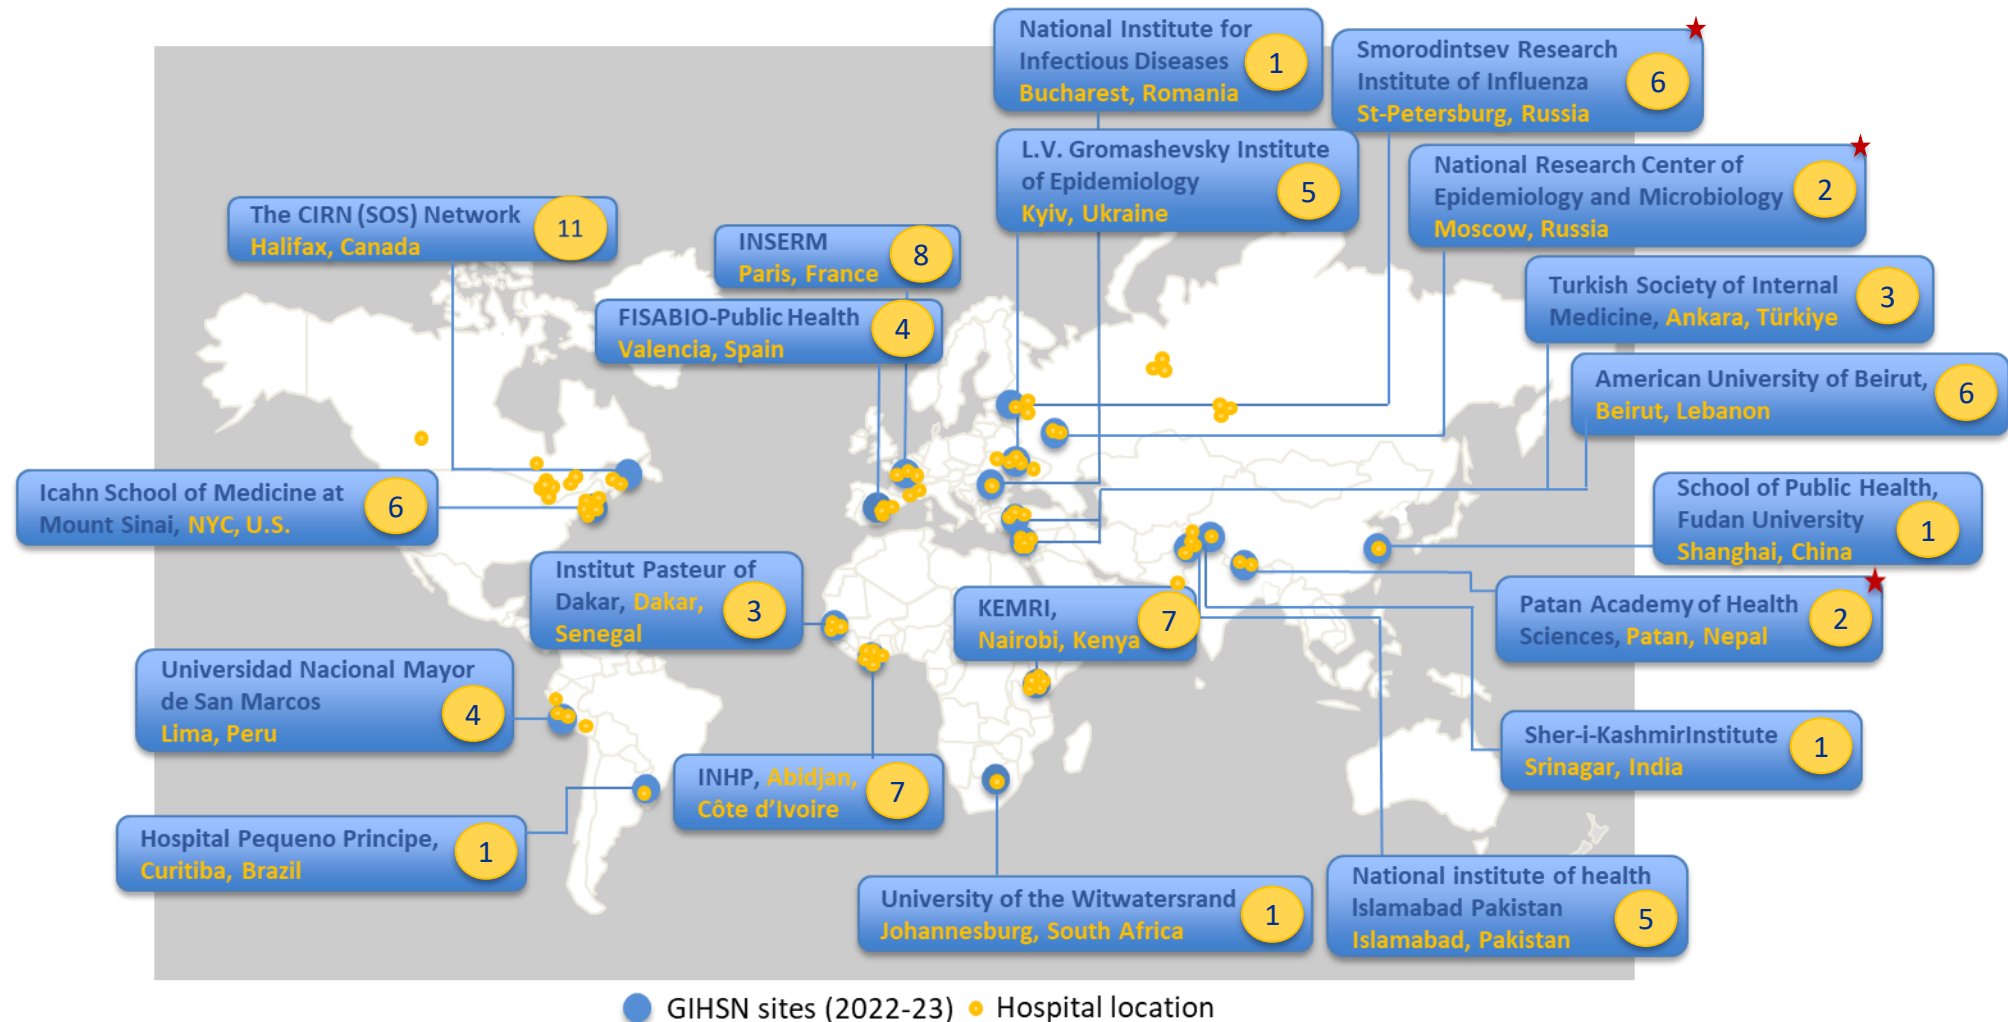 National Institute for
Infectious Diseases
Bucharest, Romania
1
Smorodintsev Research
Institute of Influenza
St-Petersburg, Russia
6
L.V. Gromashevsky Institute
of Epidemiology
Kyiv, Ukraine
5
National Research Center of
Epidemiology and Microbiology
Moscow, Russia
2
The CIRN (SOS) Network
Halifax, Canada
11
INSERM
Paris, France
8
FISABIO-Public Health
Valencia, Spain
4
Turkish Society of Internal
Medicine, Ankara, Türkiye
3
American University of Beirut,
Beirut, Lebanon
6
Icahn School of Medicine at
Mount Sinai, NYC, U.S.
6
School of Public Health,
Fudan University
Shanghai, China
1
Institut Pasteur of
Dakar, Dakar,
Senegal
3
KEMRI,
Nairobi, Kenya
7
Patan Academy of Health
Sciences, Patan, Nepal
2
Universidad Nacional Mayor
de San Marcos
Lima, Peru
4
Sher-i-KashmirInstitute
Srinagar, India
1
INHP, Abidjan,
Côte d’Ivoire
7
Hospital Pequeno Principe,
Curitiba, Brazil
1
University of the Witwatersrand
Johannesburg, South Africa
1
National institute of health
Islamabad Pakistan
Islamabad, Pakistan
5
GIHSN sites (2022-23)
Hospital location